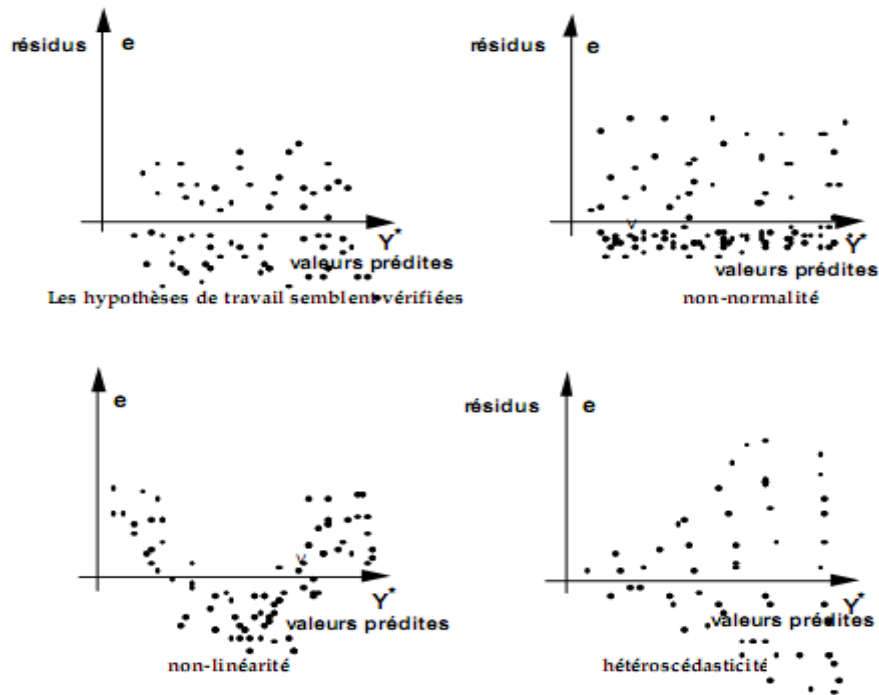 résidus e
Y*
valeurs prédites
Les hypothèses de travail semblent vérifiées
résidus e
v
Y*
valeurs prédites
non-normalité
e
v
Y*
valeurs prédites
non-linéarité
résidus e
Y*
valeurs prédites
hétéroscédasticité